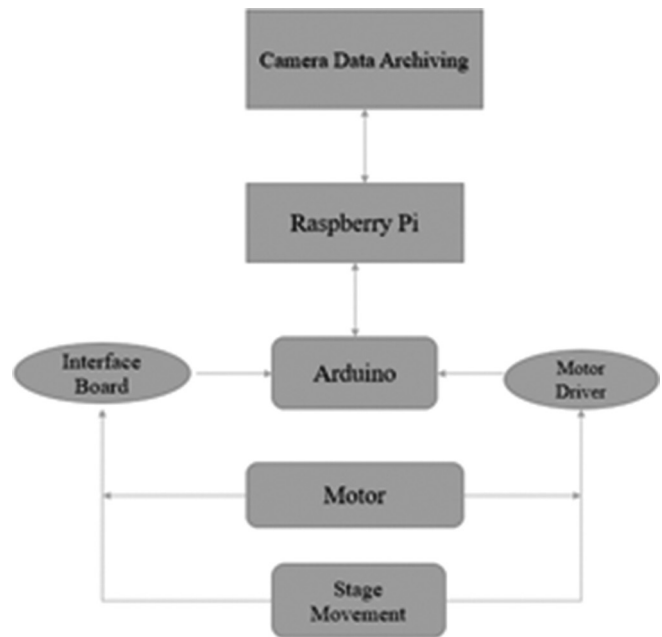 Camera Data Archiving
Raspberry Pi
Interface
Board
Arduino
Motor
Driver
Motor
Stage
Movement